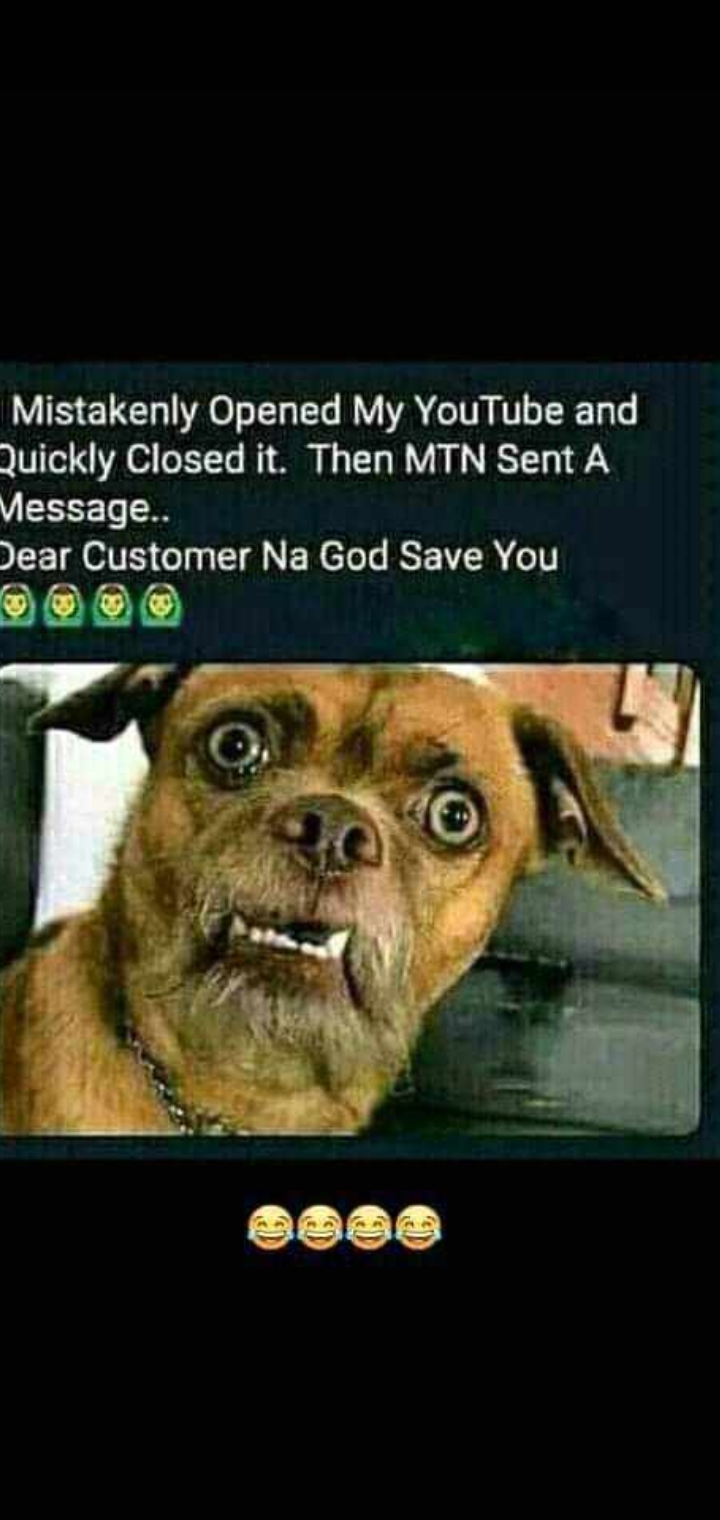 I Mistakenly Opened My YouTube and
Quickly Closed it. Then MTN Sent A
Message..
Dear Customer Na God Save You
🙆‍♂️🙆‍♂️🙆‍♂️🙆‍♂️
😂😂😂😂